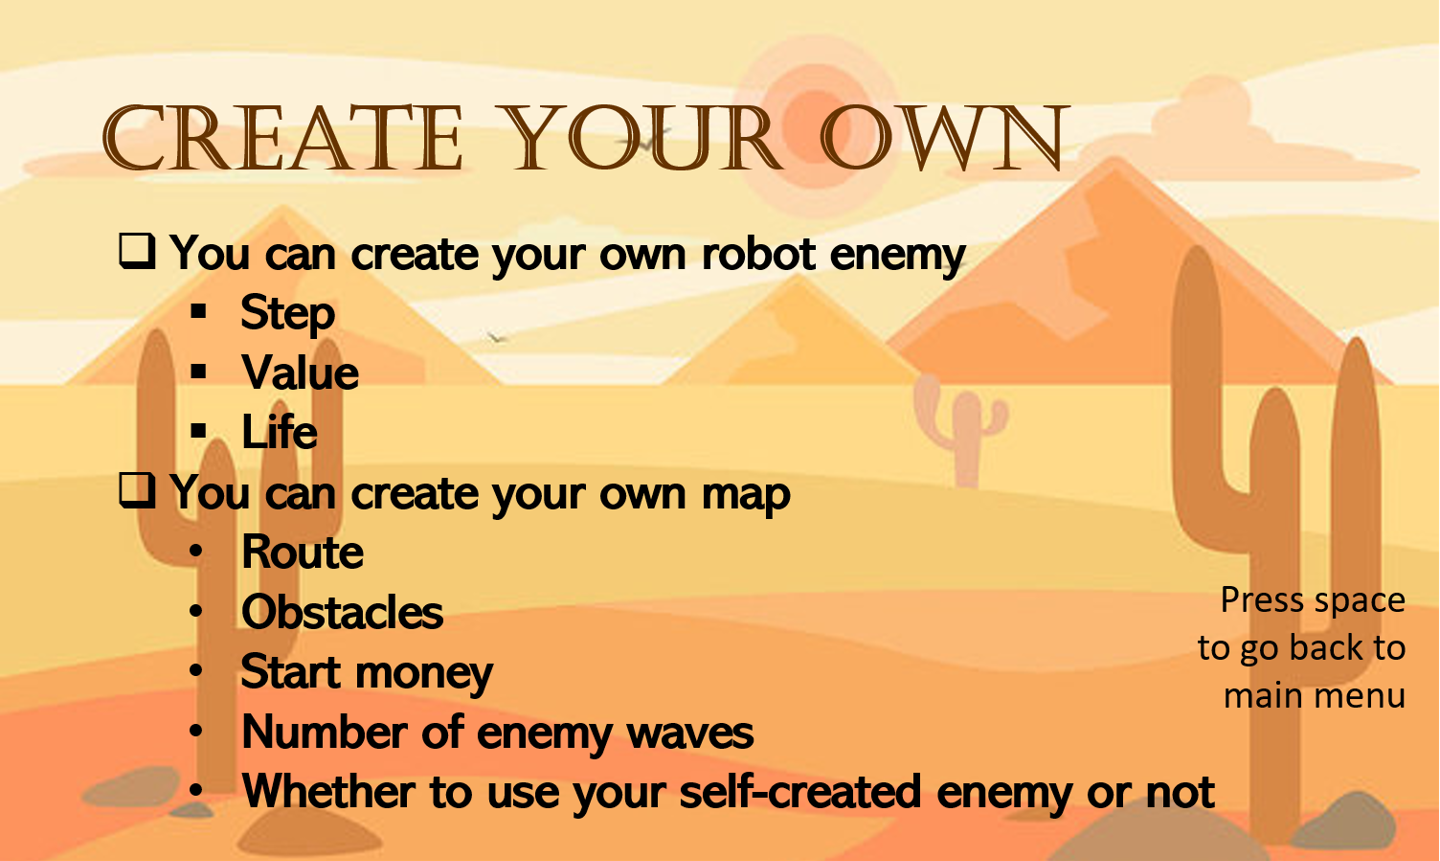 CREATE YOUR OWN
You can create your own robot enemy
Step
Value
Life
You can create your own map
Route
Obstacles
Start money
Number of enemy waves
Whether to use your self-created enemy or not
Press space
to go back to
main menu